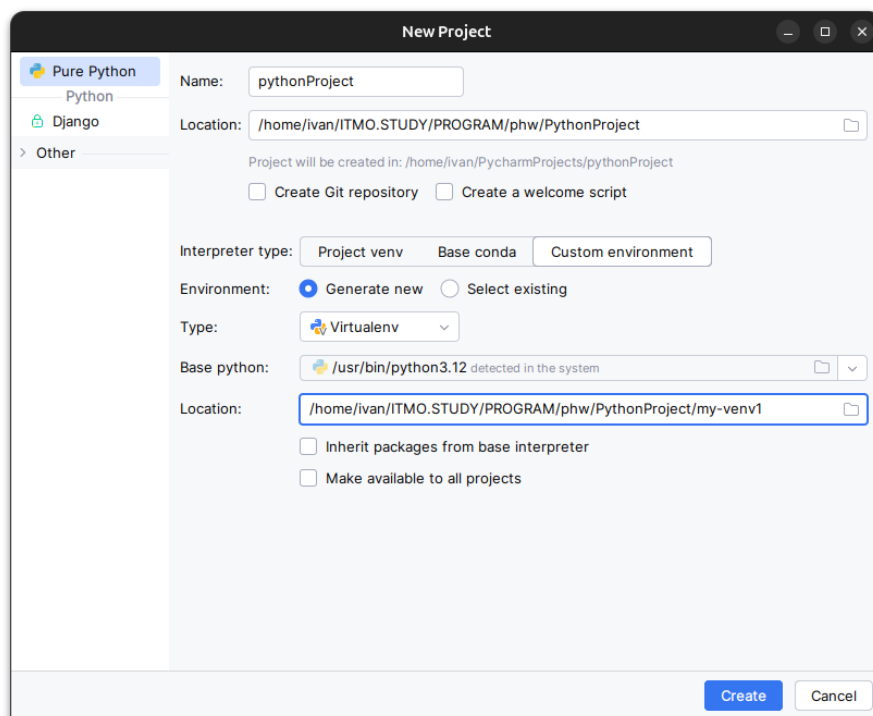 New Project
Pure Python
Python
Django
Other
Name: pythonProject
Location: /home/ivan/ITMO.STUDY/PROGRAM/phw/PythonProject
Project will be created in: /home/ivan/PycharmProjects/pythonProject
Create Git repository Create a welcome script
Interpreter type: Project venv Base conda Custom environment
Environment: Generate new Select existing
Type: Virtualenv
Base python: /usr/bin/python3.12 detected in the system
Location: /home/ivan/ITMO.STUDY/PROGRAM/phw/PythonProject/my-venv1
Inherit packages from base interpreter
Make available to all projects
Create Cancel